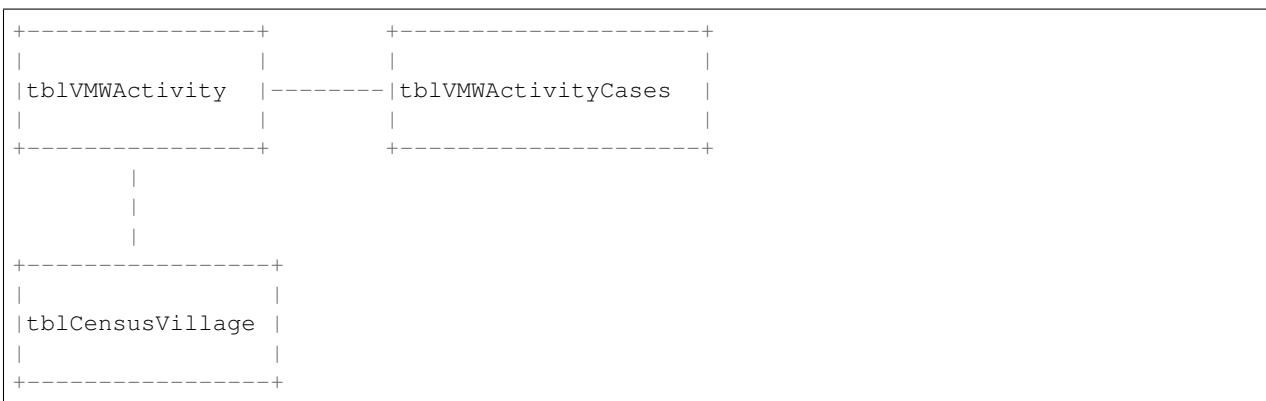 +----------------+        +---------------------+
|                |        |                     |
|tblVMWActivity  |--------|tblVMWActivityCases  |
|                |        |                     |
+----------------+        +---------------------+
        |
        |
        |
+-----------------+
|                 |
|tblCensusVillage |
|                 |
+-----------------+